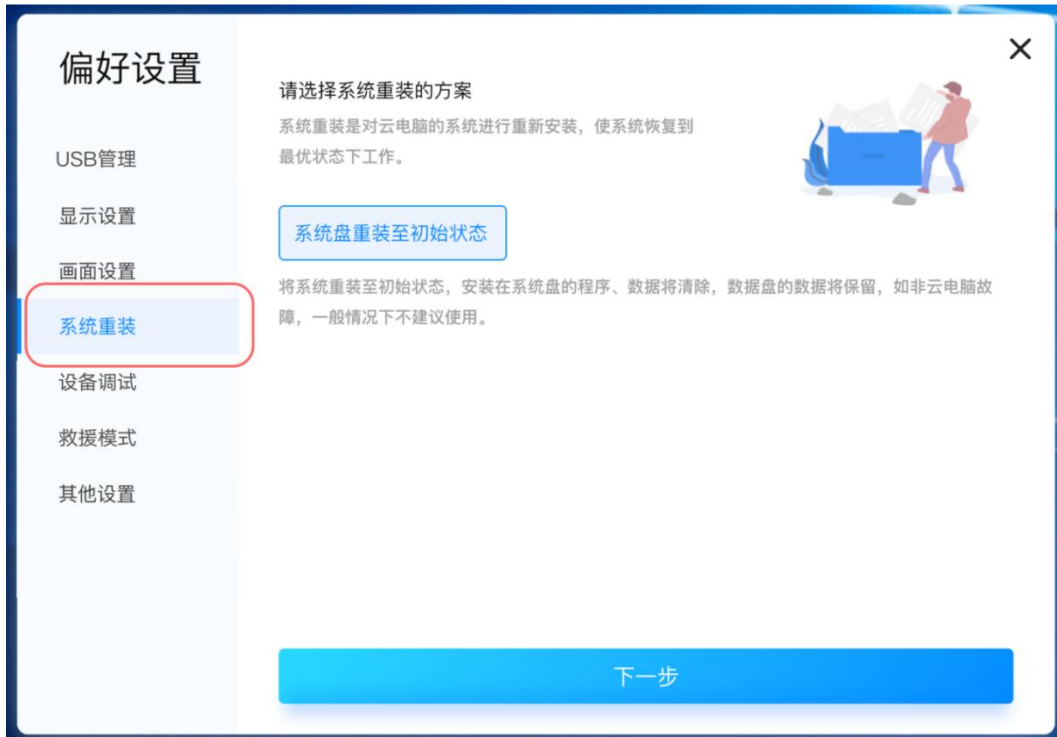 偏好设置
USB管理
显示设置
画面设置
系统重装
设备调试
救援模式
其他设置
请选择系统重装的方案
系统重装是对云电脑的系统进行重新安装，使系统恢复到
最优状态下工作。
系统盘重装至初始状态
将系统重装至初始状态，安装在系统盘的程序、数据将清除，数据盘的数据将保留，如非云电脑故
障，一般情况下不建议使用。
下一步